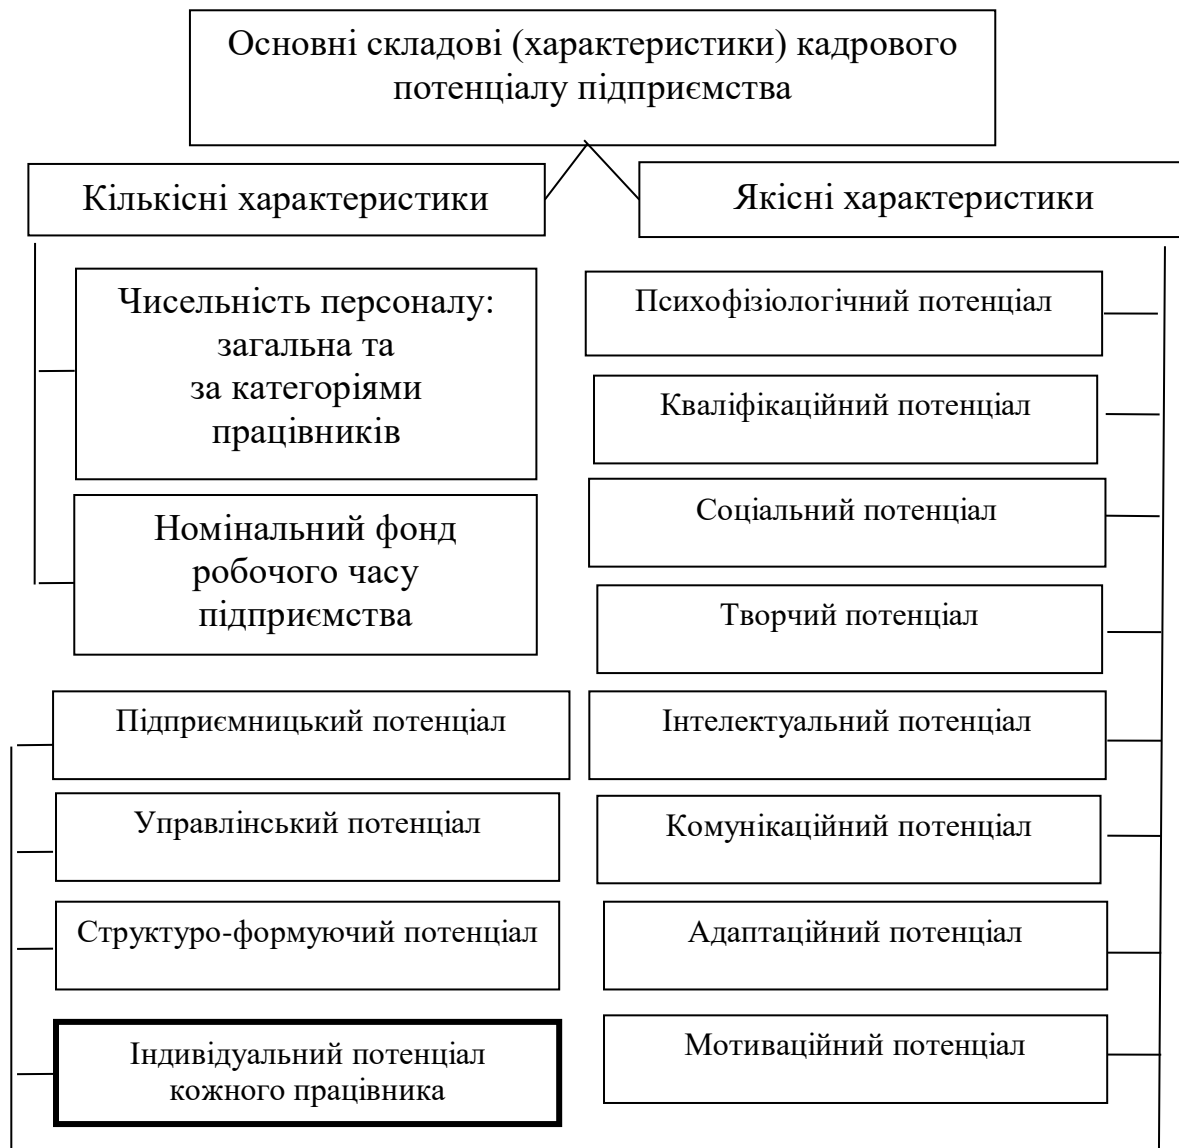 Основні складові (характеристики) кадрового
потенціалу підприємства
Кількісні характеристики
Якісні характеристики
Чисельність персоналу:
загальна та
за категоріями
працівників
Номінальний фонд
робочого часу
підприємства
Психофізіологічний потенціал
Кваліфікаційний потенціал
Соціальний потенціал
Творчий потенціал
Інтелектуальний потенціал
Комунікаційний потенціал
Адаптаційний потенціал
Мотиваційний потенціал
Підприємницький потенціал
Управлінський потенціал
Структуро-формуючий потенціал
Індивідуальний потенціал
кожного працівника